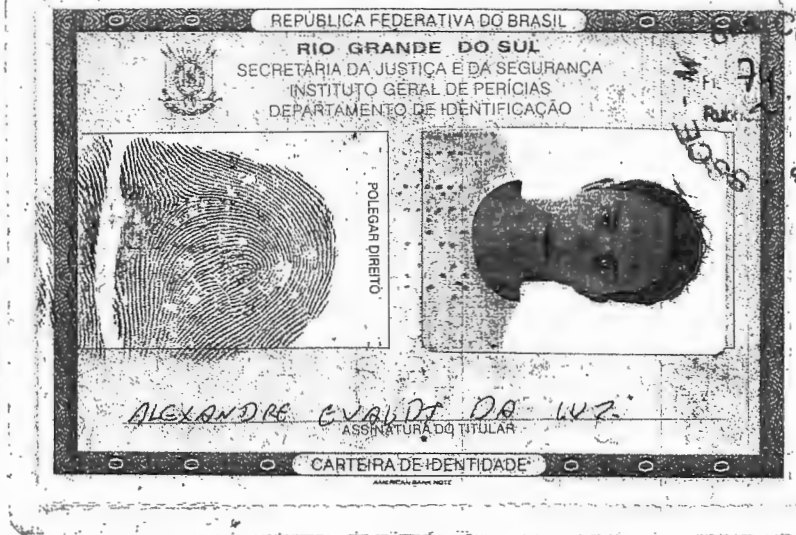 REPÚBLICA FEDERATIVA DO BRASIL
RIO GRANDE DO SUL
SECRETARIA DA JUSTIÇA E DA SEGURANÇA
INSTITUTO GERAL DE PERÍCIAS
DEPARTAMENTO DE IDENTIFICAÇÃO
Fl. 74
POLEGAR DIREITO
ALEXANDRE EVALDT DA LUZ
ASSINATURA DO TITULAR
CARTEIRA DE IDENTIDADE
AMERICAN BANK NOTE